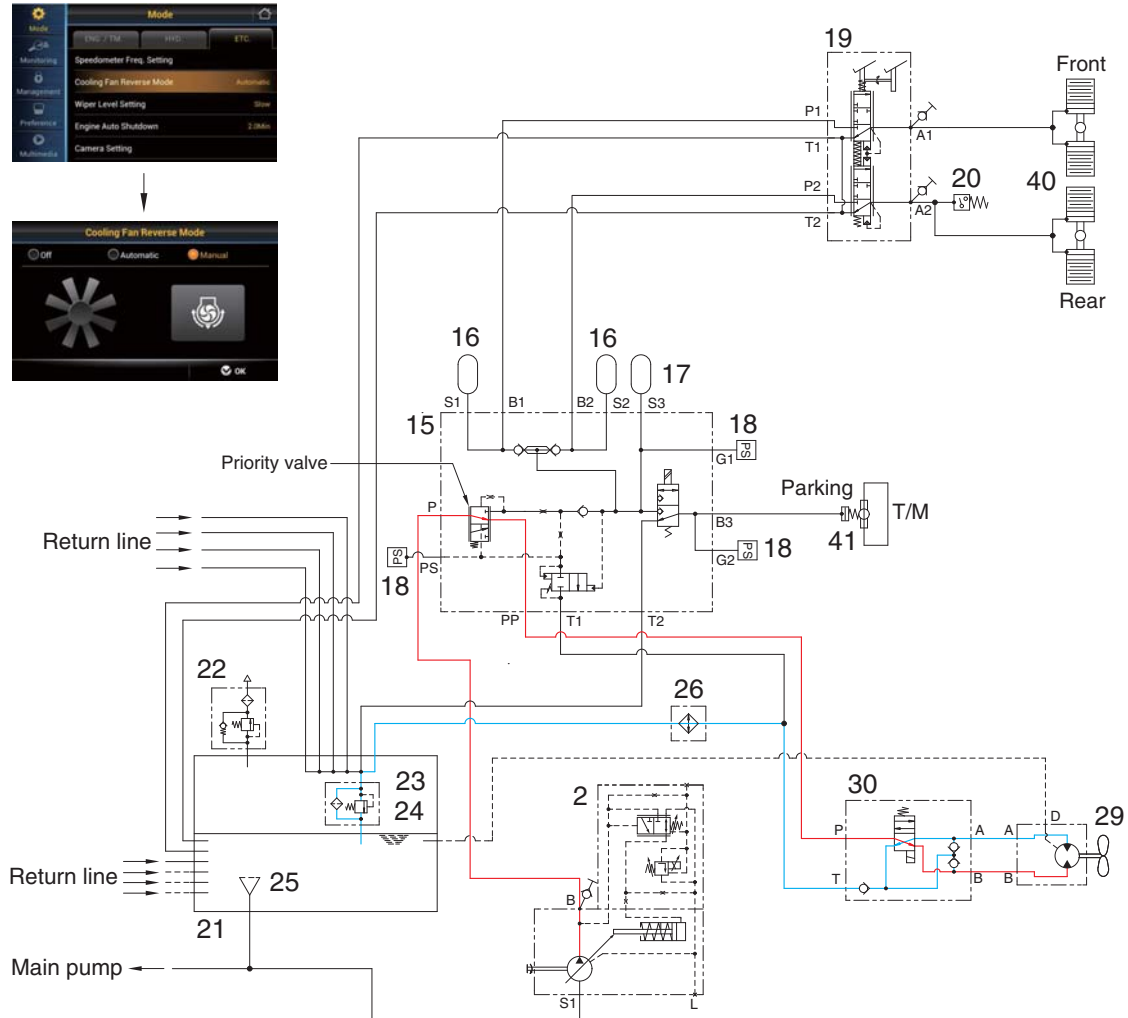 Mode
Mode
ENG. / TM.
HYD.
ETC.
Monitoring
Speedometer Freq. Setting
Management
Cooling Fan Reverse Mode
Automatic
Wiper Level Setting
Slow
Preference
Engine Auto Shutdown
2.0Min
Multimedia
Camera Setting
Cooling Fan Reverse Mode
Off
Automatic
Manual
OK
19
Front
P1
T1
A1
P2
T2
A2
20
40
Rear
16
16
17
S1
B1
B2
S2
S3
15
18
PS
G1
Priority valve
P
Parking
T/M
B3
41
Return line
PS
18
PS
G2
PS
18
PP
T1
T2
22
26
23
24
2
30
29
P
A
A
D
T
B
B
B
Return line
25
21
Main pump
S1
L